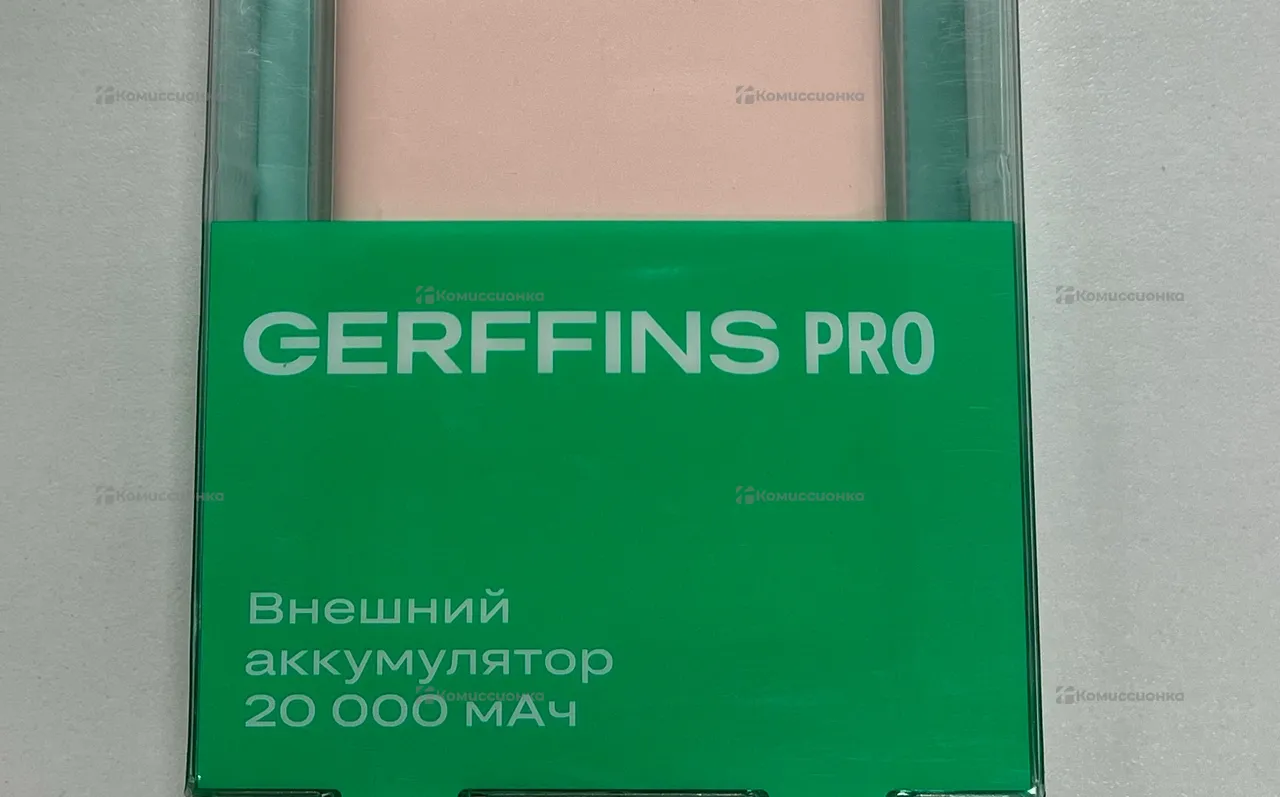 Комиссионка
Комиссионка
Комиссионка
Комиссионка
GERFFINS PRO
Комиссионка
Комиссионка
Внешний
аккумулятор
20 000 мАч
Комиссионка
Комиссионка